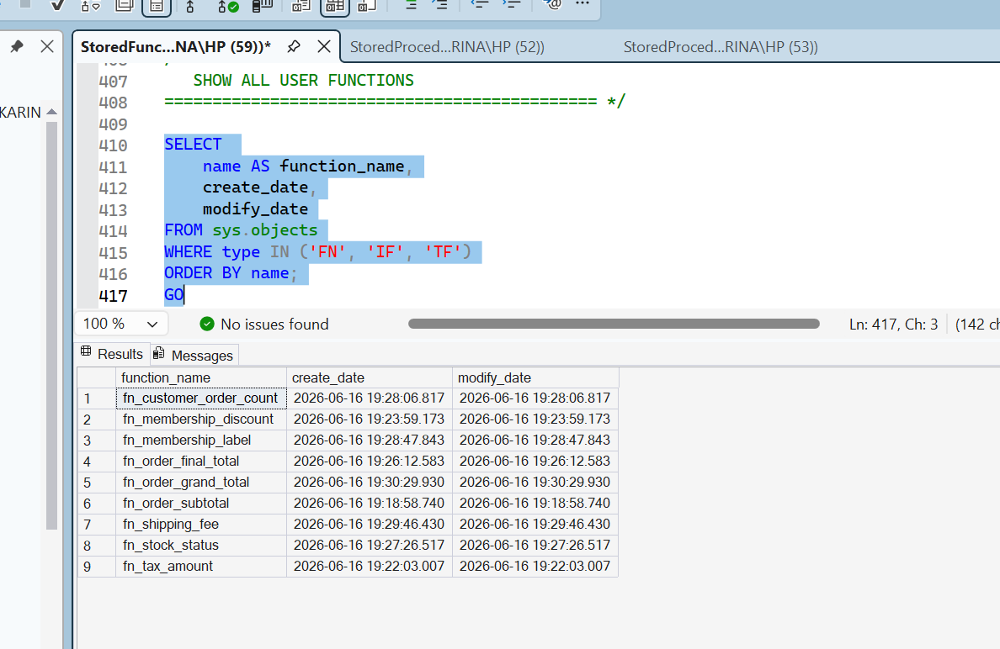 StoredFunc...NA\HP (59))* StoredProced...RINA\HP (52)) StoredProced...RINA\HP (53))
KARIN
407 SHOW ALL USER FUNCTIONS
408 ============================================= */
409
410 SELECT
411 name AS function_name,
412 create_date,
413 modify_date
414 FROM sys.objects
415 WHERE type IN ('FN', 'IF', 'TF')
416 ORDER BY name;
417 GO
100 % No issues found Ln: 417, Ch: 3 (142 ch
Results Messages
function_name create_date modify_date
1 fn_customer_order_count 2026-06-16 19:28:06.817 2026-06-16 19:28:06.817
2 fn_membership_discount 2026-06-16 19:23:59.173 2026-06-16 19:23:59.173
3 fn_membership_label 2026-06-16 19:28:47.843 2026-06-16 19:28:47.843
4 fn_order_final_total 2026-06-16 19:26:12.583 2026-06-16 19:26:12.583
5 fn_order_grand_total 2026-06-16 19:30:29.930 2026-06-16 19:30:29.930
6 fn_order_subtotal 2026-06-16 19:18:58.740 2026-06-16 19:18:58.740
7 fn_shipping_fee 2026-06-16 19:29:46.430 2026-06-16 19:29:46.430
8 fn_stock_status 2026-06-16 19:27:26.517 2026-06-16 19:27:26.517
9 fn_tax_amount 2026-06-16 19:22:03.007 2026-06-16 19:22:03.007